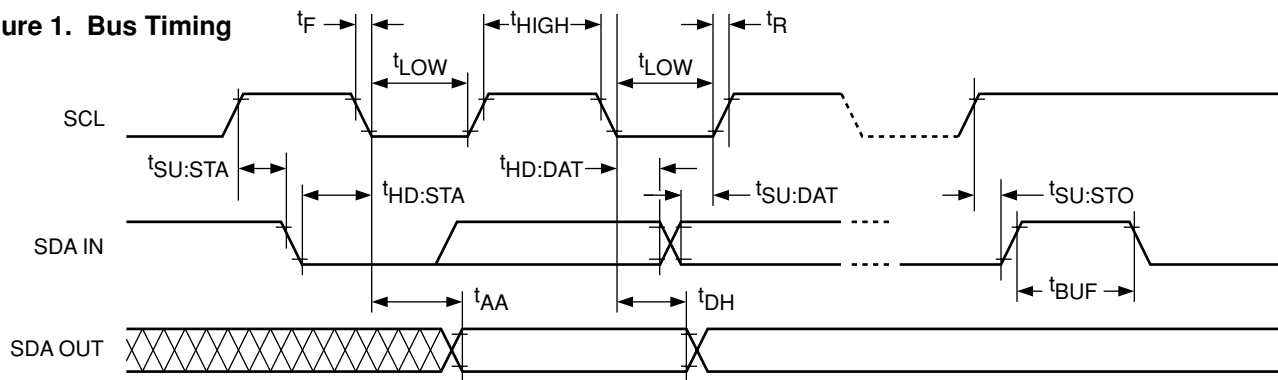 ure 1. Bus Timing
tF
tHIGH
tR
tLOW
tLOW
SCL
tSU:STA
tHD:STA
tHD:DAT
tSU:DAT
tSU:STO
SDA IN
tBUF
tAA
tDH
SDA OUT